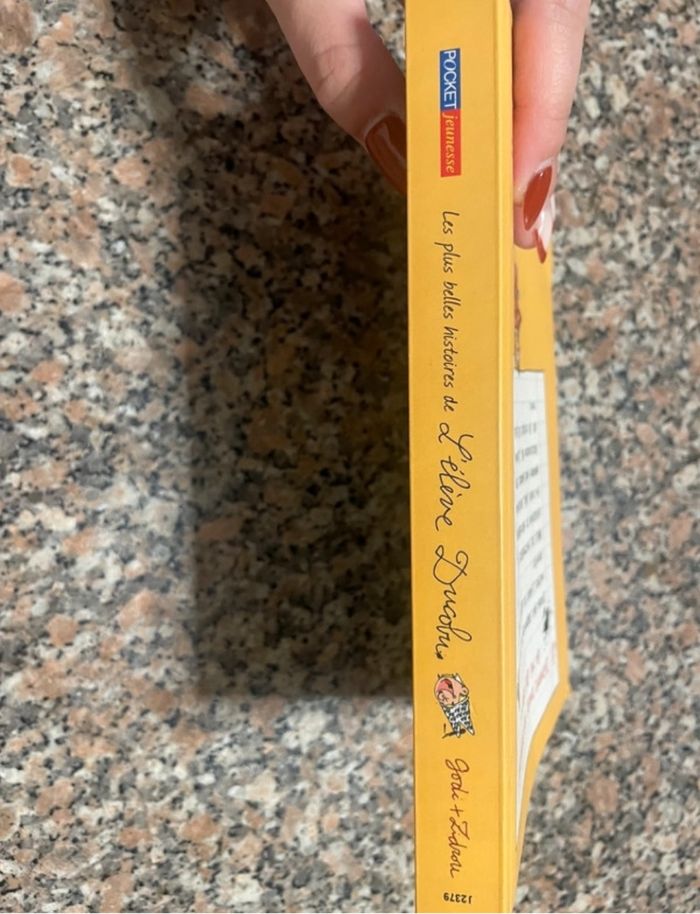 POCKET jeunesse
Les plus belles histoires de L'élève Ducobu
Godi + Zidrou
J2379